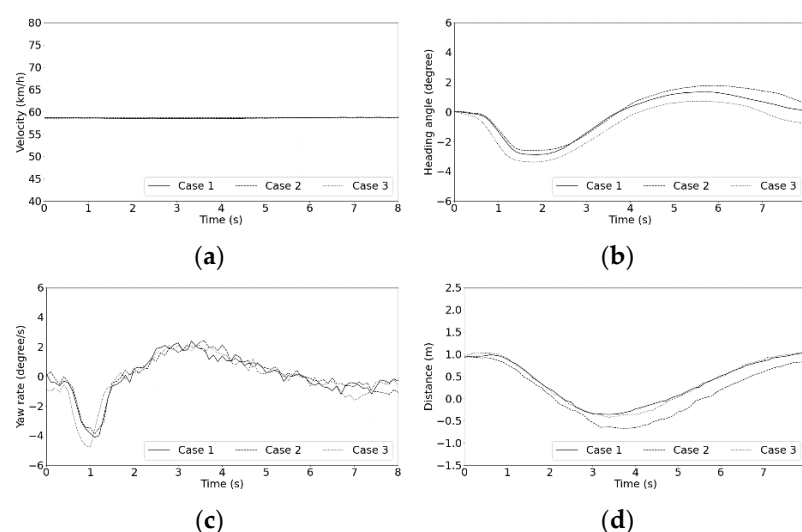 80
75
70
65
60
55
50
45
40
Velocity (km/h)
0 1 2 3 4 5 6 7 8
Time (s)
Case 1 Case 2 Case 3
(a)
6
4
2
0
−2
−4
−6
Heading angle (degree)
0 1 2 3 4 5 6 7
Time (s)
Case 1 Case 2 Case 3
(b)
6
4
2
0
−2
−4
−6
Yaw rate (degree/s)
0 1 2 3 4 5 6 7 8
Time (s)
Case 1 Case 2 Case 3
(c)
2.5
2.0
1.5
1.0
0.5
0.0
−0.5
−1.0
−1.5
Distance (m)
0 1 2 3 4 5 6 7
Time (s)
Case 1 Case 2 Case 3
(d)